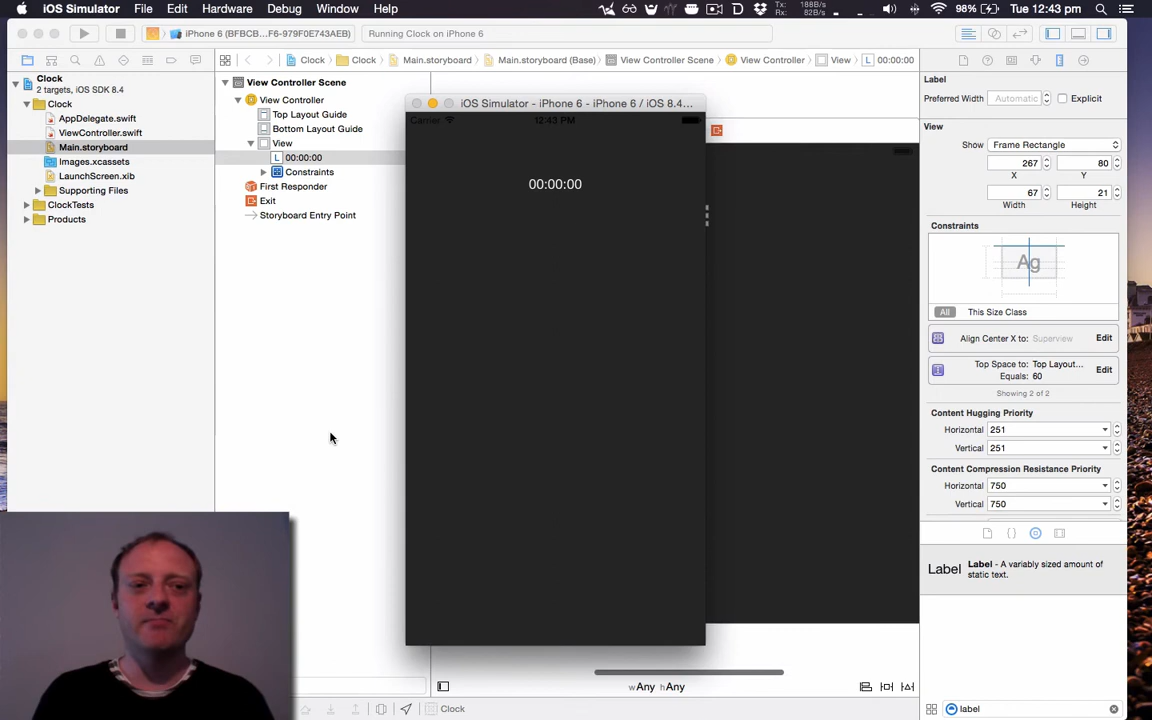 iOS Simulator File Edit Hardware Debug Window Help
Tx: 188B/s
Rx: 82B/s
98% Tue 12:43 pm
iPhone 6 (BFBCB...F6-979F0E743AEB)
Running Clock on iPhone 6
Clock Clock Main.storyboard Main.storyboard (Base) View Controller Scene View Controller View L 00:00:00
Clock
2 targets, iOS SDK 8.4
Clock
AppDelegate.swift
ViewController.swift
Main.storyboard
Images.xcassets
LaunchScreen.xib
Supporting Files
ClockTests
Products
View Controller Scene
View Controller
Top Layout Guide
Bottom Layout Guide
View
L 00:00:00
Constraints
First Responder
Exit
Storyboard Entry Point
iOS Simulator - iPhone 6 - iPhone 6 / iOS 8.4...
Carrier 12:43 PM
00:00:00
Label
Preferred Width Automatic Explicit
View
Show Frame Rectangle
267 80
X Y
67 21
Width Height
Constraints
Ag
All This Size Class
Align Center X to: Superview Edit
Top Space to: Top Layout... Edit
Equals: 60
Showing 2 of 2
Content Hugging Priority
Horizontal 251
Vertical 251
Content Compression Resistance Priority
Horizontal 750
Vertical 750
Label Label - A variably sized amount of
static text.
wAny hAny
Clock
label